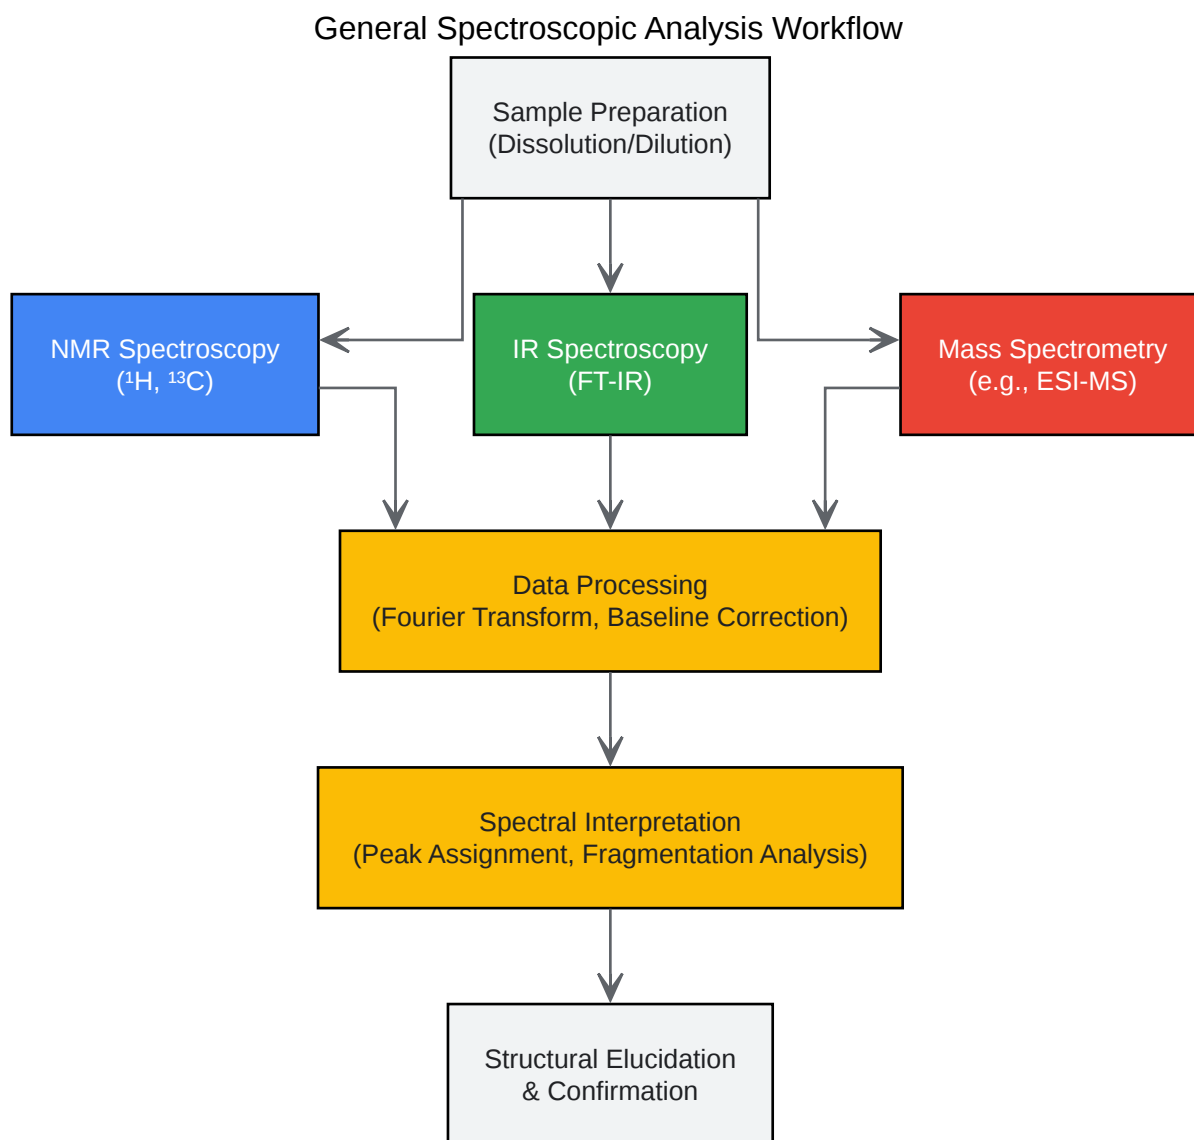 General Spectroscopic Analysis Workflow
Sample Preparation
(Dissolution/Dilution)
NMR Spectroscopy
(¹H, ¹³C)
IR Spectroscopy
(FT-IR)
Mass Spectrometry
(e.g., ESI-MS)
Data Processing
(Fourier Transform, Baseline Correction)
Spectral Interpretation
(Peak Assignment, Fragmentation Analysis)
Structural Elucidation
& Confirmation